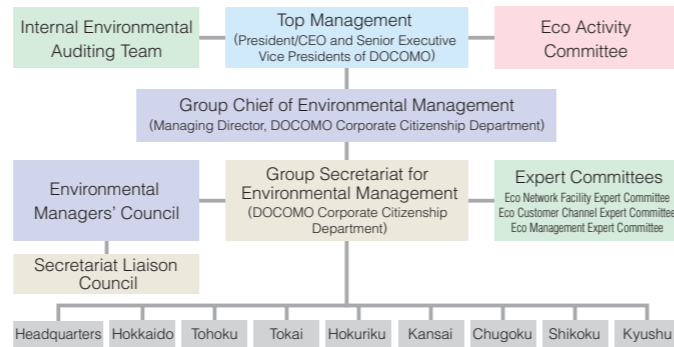 Internal Environmental
Auditing Team
Top Management
(President/CEO and Senior Executive
Vice Presidents of DOCOMO)
Eco Activity
Committee
Group Chief of Environmental Management
(Managing Director, DOCOMO Corporate Citizenship Department)
Environmental
Managers' Council
Group Secretariat for
Environmental Management
(DOCOMO Corporate Citizenship
Department)
Expert Committees
Eco Network Facility Expert Committee
Eco Customer Channel Expert Committee
Eco Management Expert Committee
Secretariat Liaison
Council
Headquarters
Hokkaido
Tohoku
Tokai
Hokuriku
Kansai
Chugoku
Shikoku
Kyushu